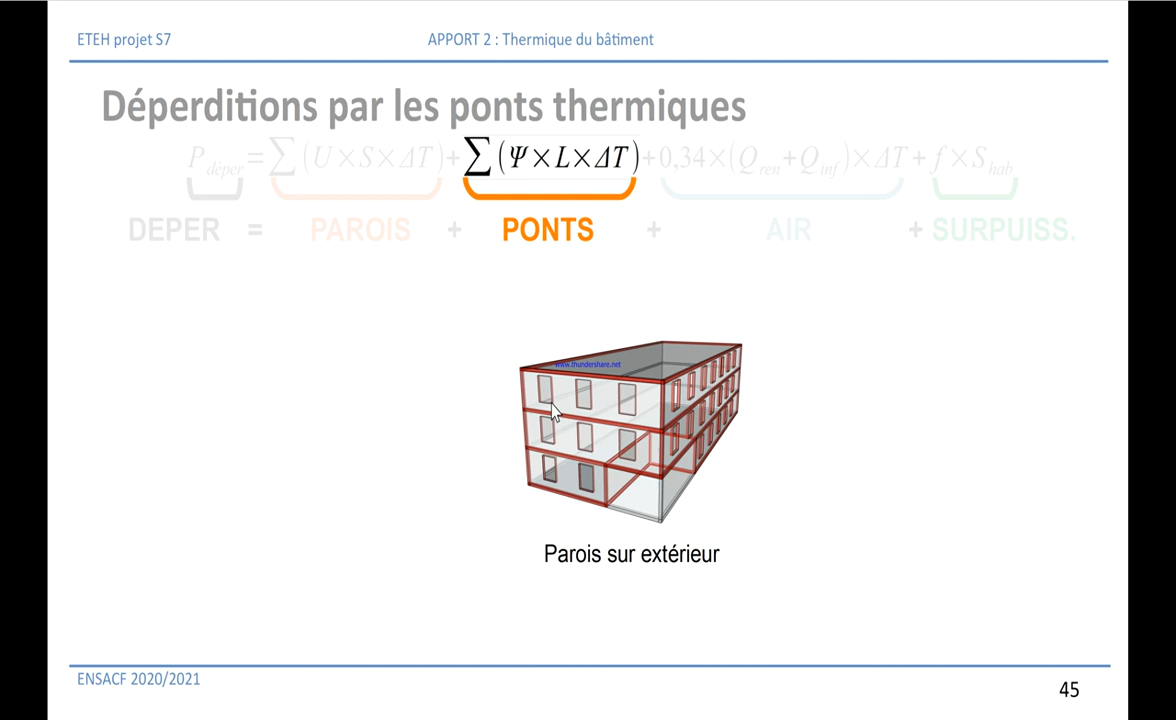 ETEH projet S7
APPORT 2 : Thermique du bâtiment
Déperditions par les ponts thermiques
P_déper = ∑ (U×S×ΔT) + ∑ (Ψ×L×ΔT) + 0,34×(Q_ren + Q_inf)×ΔT + f×S_hab
DEPER = PAROIS + PONTS + AIR + SURPUISS.
www.thundershare.net
Parois sur extérieur
ENSACF 2020/2021
45